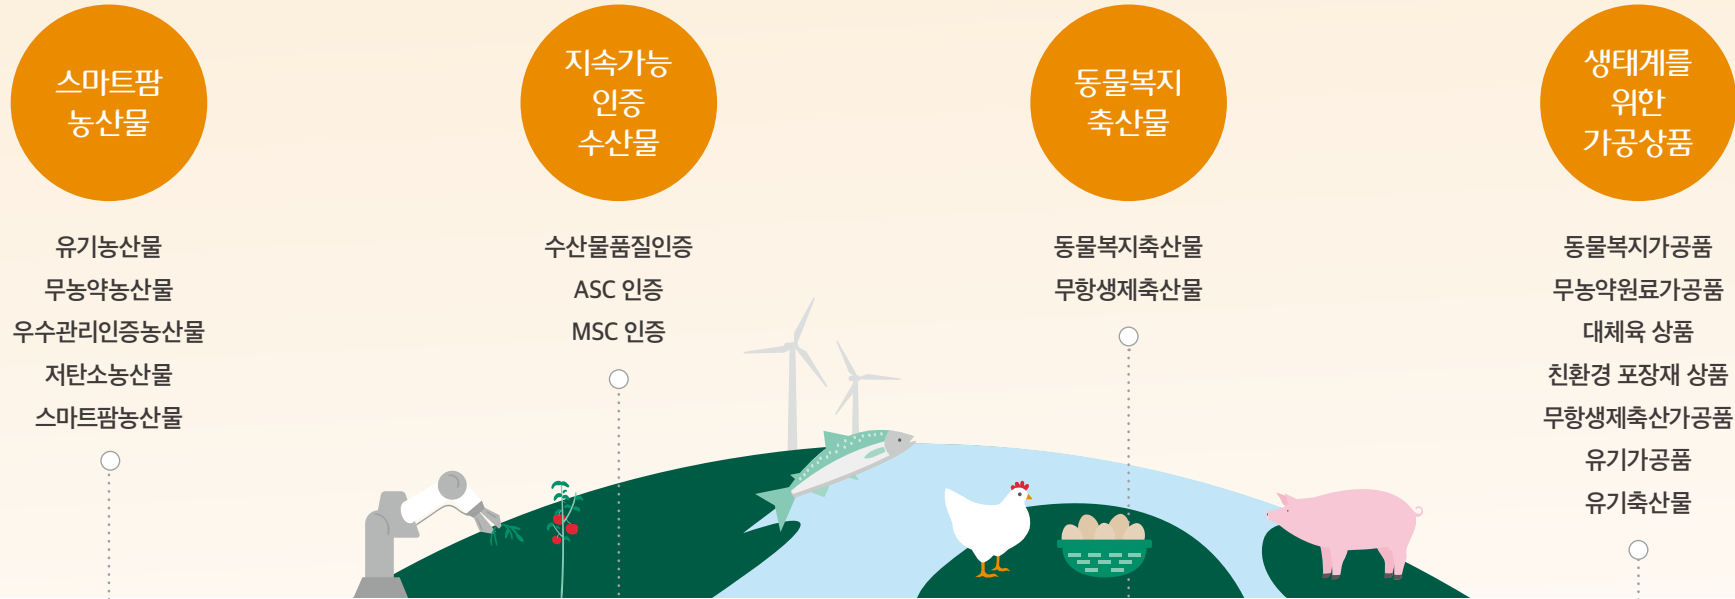 스마트팜
농산물
유기농산물
무농약농산물
우수관리인증농산물
저탄소농산물
스마트팜농산물
지속가능
인증
수산물
수산물품질인증
ASC 인증
MSC 인증
동물복지
축산물
동물복지축산물
무항생제축산물
생태계를
위한
가공상품
동물복지가공품
무농약원료가공품
대체육 상품
친환경 포장재 상품
무항생제축산가공품
유기가공품
유기축산물